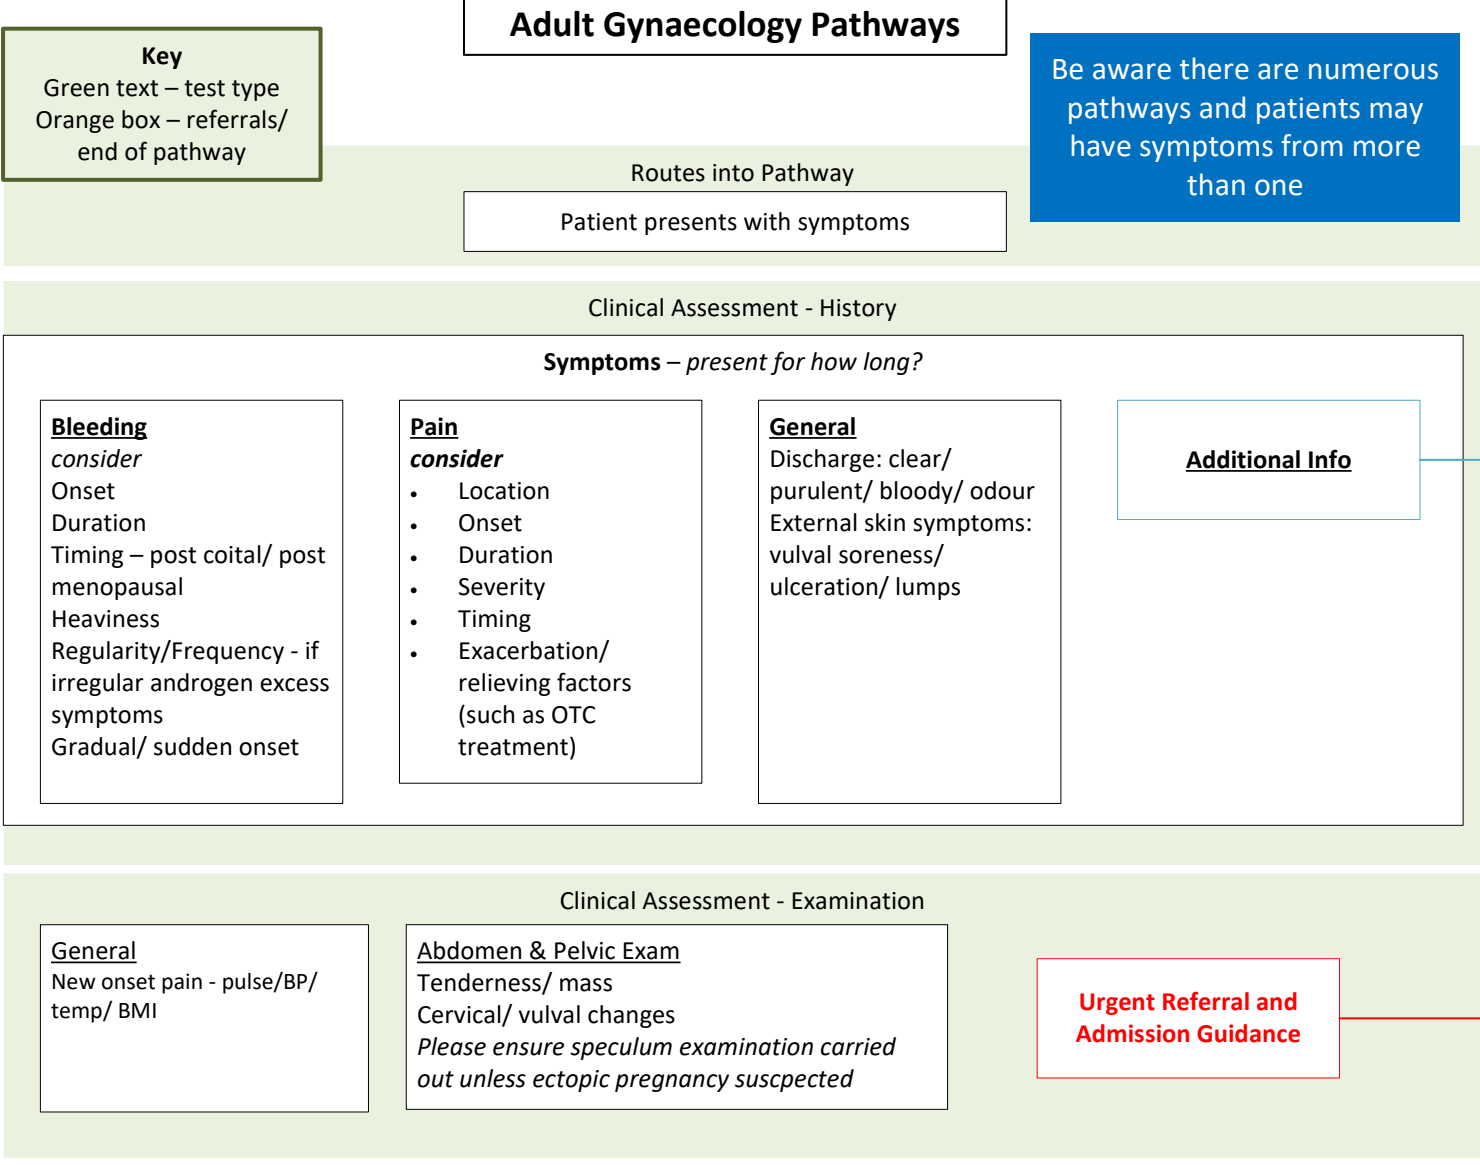 Adult Gynaecology Pathways
Key
Green text – test type
Orange box – referrals/
end of pathway
Be aware there are numerous
pathways and patients may
have symptoms from more
than one
Routes into Pathway
Patient presents with symptoms
Clinical Assessment - History
Symptoms – present for how long?
Bleeding
consider
Onset
Duration
Timing – post coital/ post
menopausal
Heaviness
Regularity/Frequency - if
irregular androgen excess
symptoms
Gradual/ sudden onset
Pain
consider
• Location
• Onset
• Duration
• Severity
• Timing
• Exacerbation/
relieving factors
(such as OTC
treatment)
General
Discharge: clear/
purulent/ bloody/ odour
External skin symptoms:
vulval soreness/
ulceration/ lumps
Additional Info
Clinical Assessment - Examination
General
New onset pain - pulse/BP/
temp/ BMI
Abdomen & Pelvic Exam
Tenderness/ mass
Cervical/ vulval changes
Please ensure speculum examination carried
out unless ectopic pregnancy suscpected
Urgent Referral and
Admission Guidance